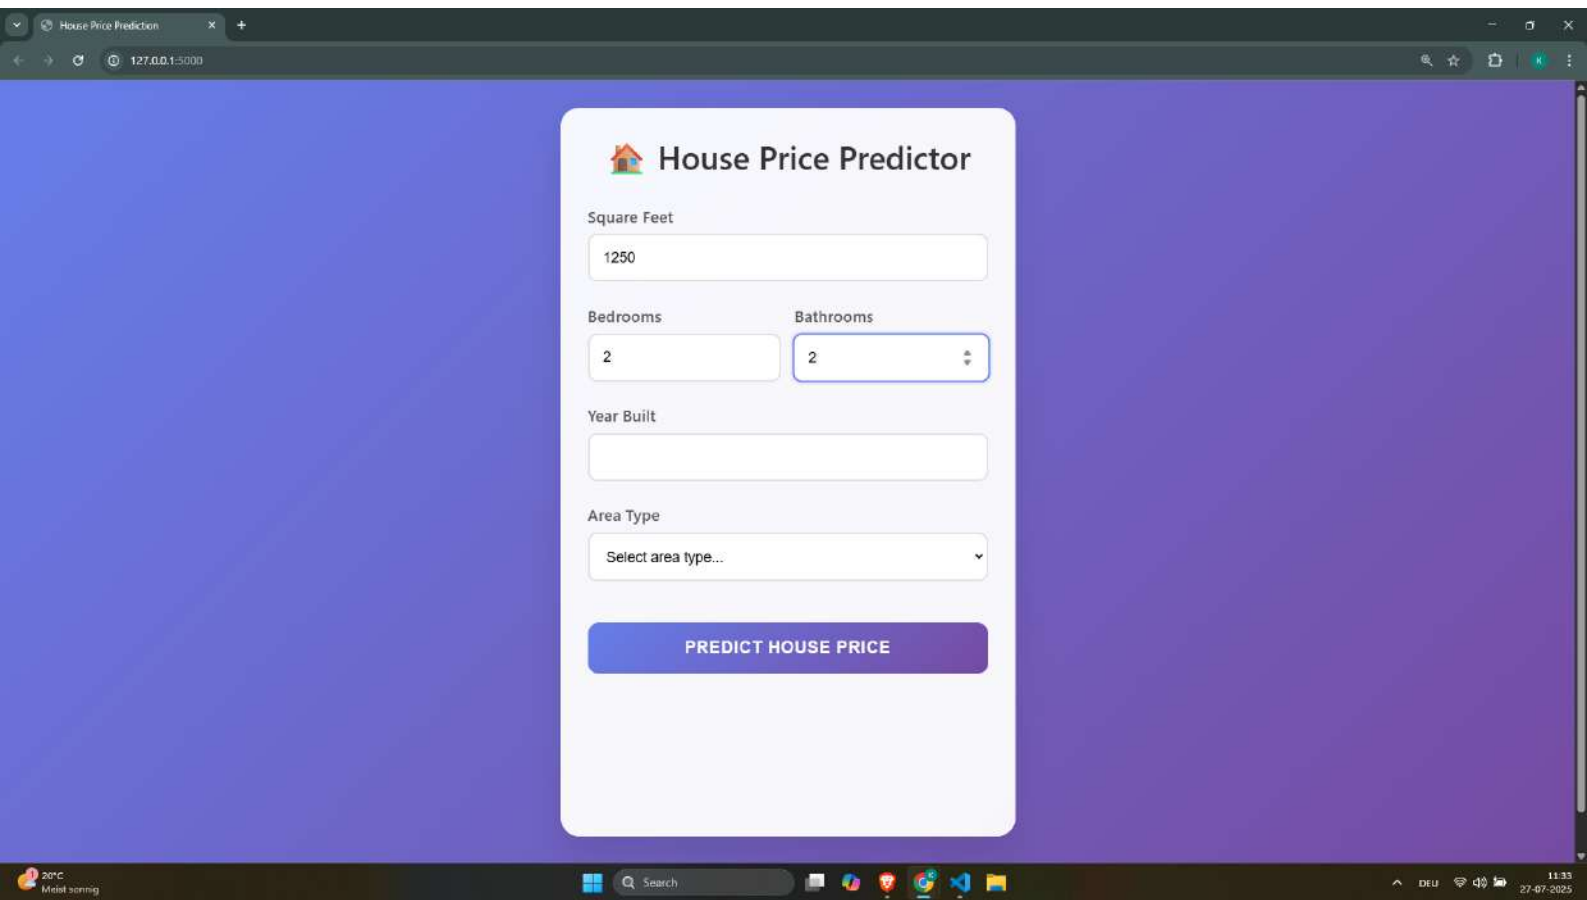 House Price Prediction
127.0.0.1:5000
K
House Price Predictor
Square Feet
1250
Bedrooms Bathrooms
2 2
Year Built
Area Type
Select area type...
PREDICT HOUSE PRICE
1
20°C
Meist sonnig
Search
K
DEU
11:33
27-07-2025